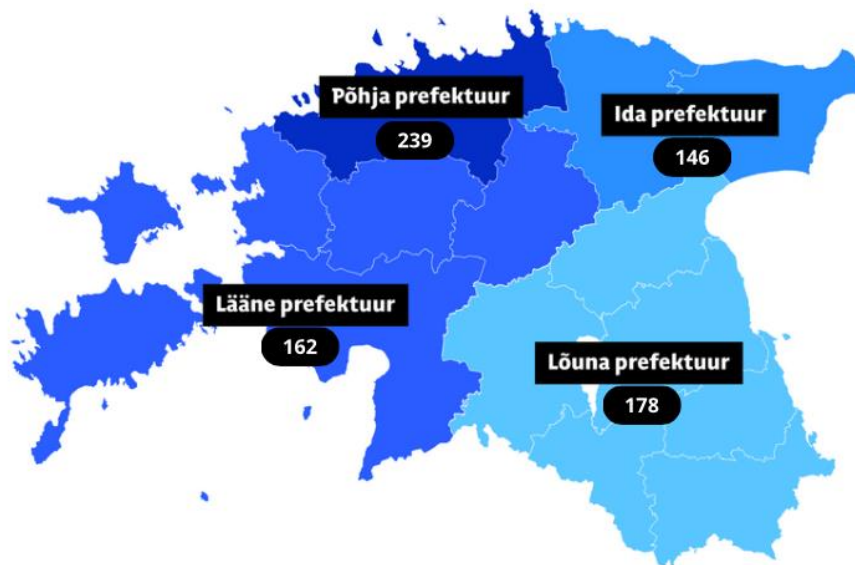 Põhja prefektuur
239
Ida prefektuur
146
Lääne prefektuur
162
Lõuna prefektuur
178